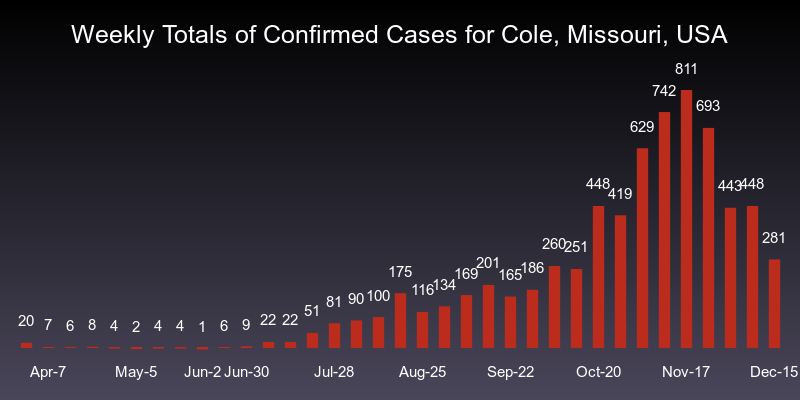 Weekly Totals of Confirmed Cases for Cole, Missouri, USA
811
742
693
629
448 419 443 448
260 251 281
175 116 134 169 201 165 186
20 7 6 8 4 2 4 4 1 6 9 22 22 51 81 90 100
Apr-7 May-5 Jun-2 Jun-30 Jul-28 Aug-25 Sep-22 Oct-20 Nov-17 Dec-15